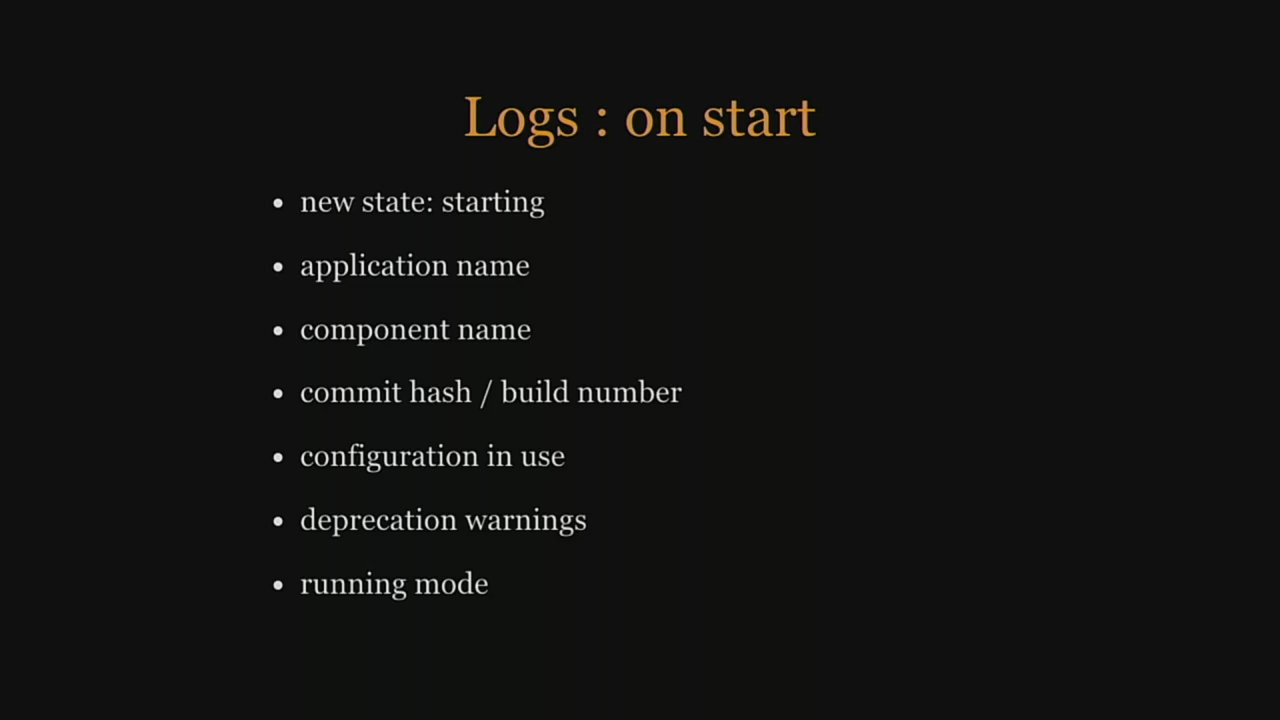 Logs : on start
• new state: starting
• application name
• component name
• commit hash / build number
• configuration in use
• deprecation warnings
• running mode